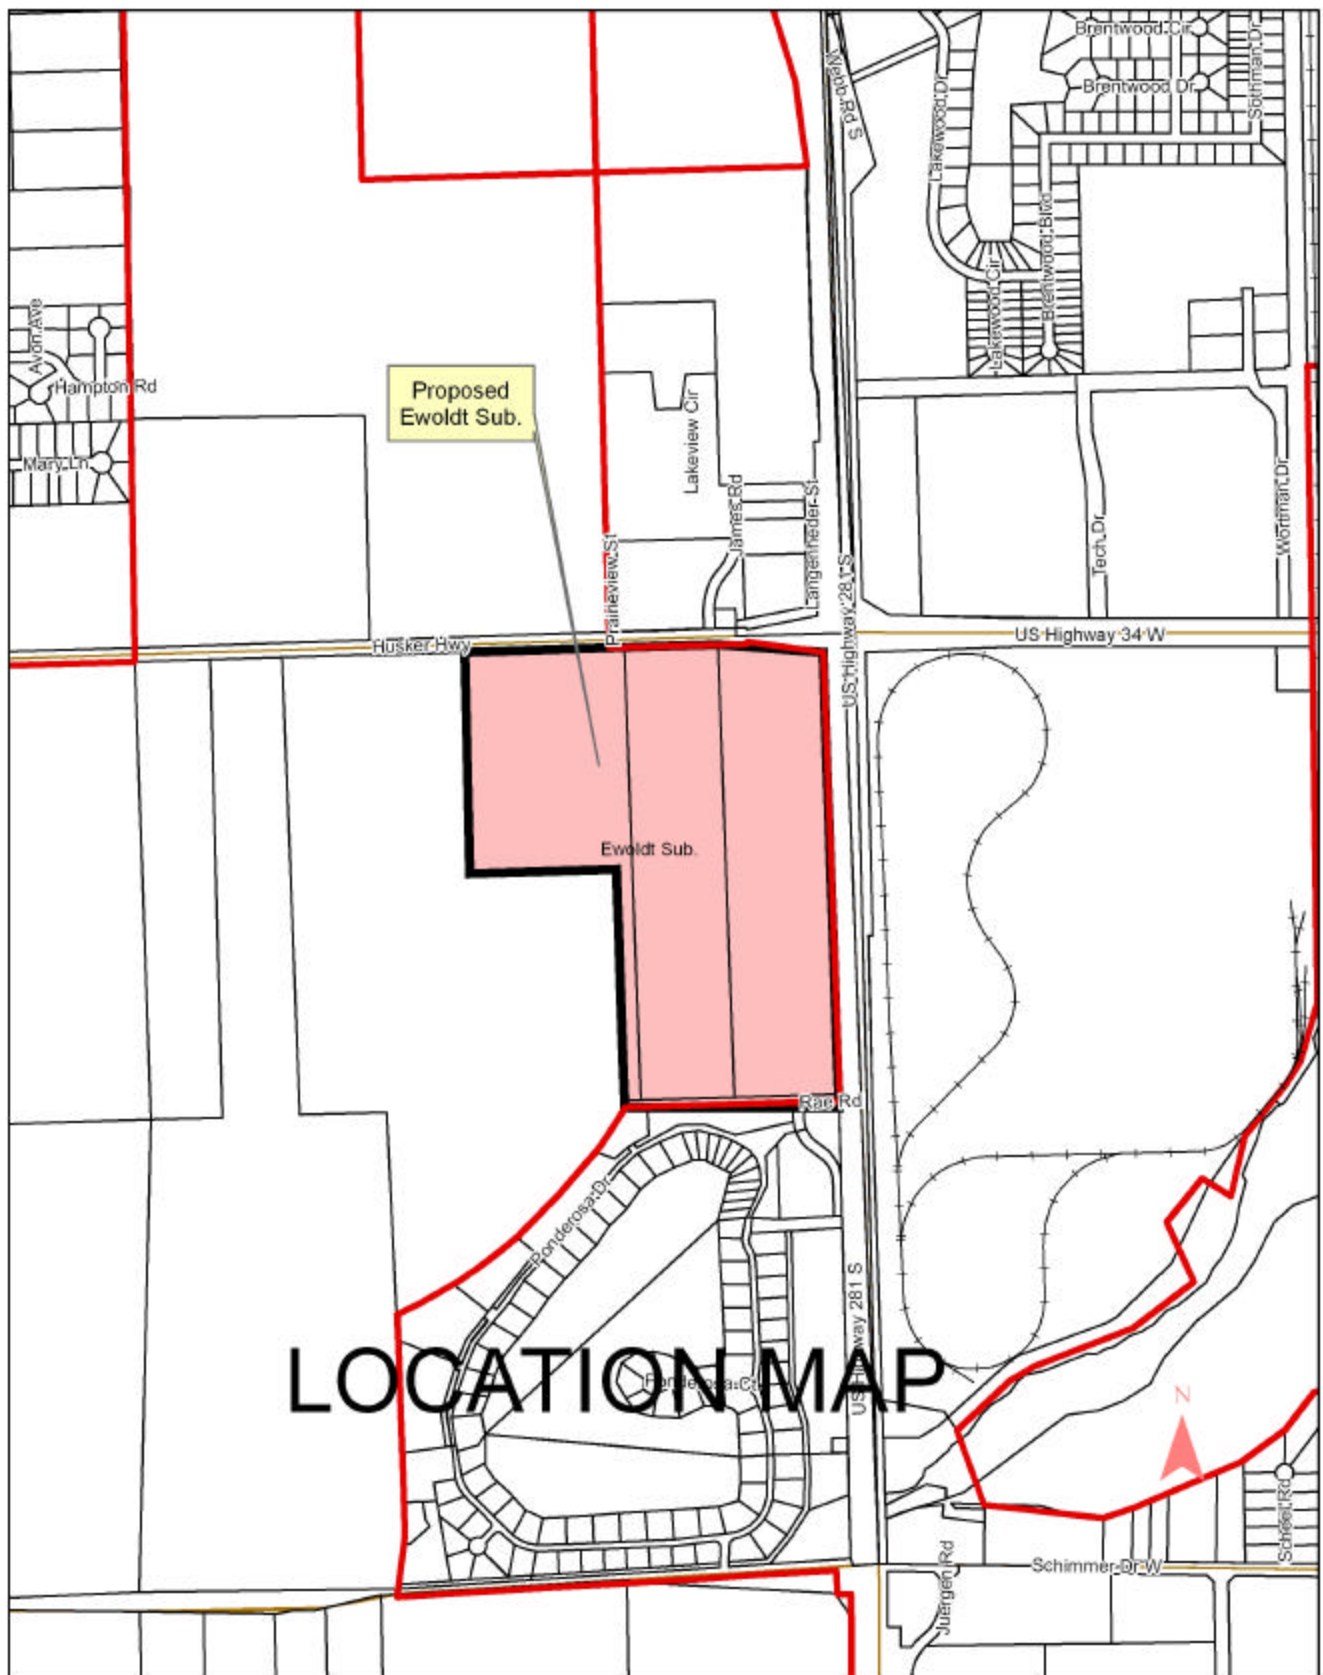 Brentwood Cir
Webb Rd S
Lakewood Dr
Brentwood Dr
Sothman Dr
Brentwood Blvd
Lakewood Cir
Avon Ave
Hampton Rd
Proposed
Ewoldt Sub.
Lakeview Cir
Mary Ln
James Rd
Langenheder St
Tech Dr
Wortman Dr
Prairieview St
US Highway 281 S
Husker Hwy
US Highway 34 W
Ewoldt Sub.
Rae Rd
Ponderosa Dr
US Highway 281 S
LOCATION MAP
Ponderosa Ct
N
Scheel Rd
Juergen Rd
Schimmer Dr W